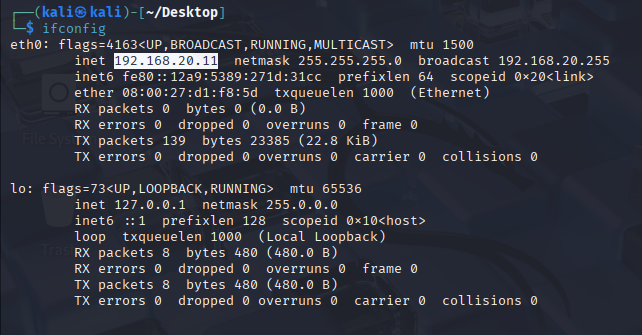 ┌──(kali㉿kali)-[~/Desktop]
└─$ ifconfig
eth0: flags=4163<UP,BROADCAST,RUNNING,MULTICAST>  mtu 1500
        inet 192.168.20.11  netmask 255.255.255.0  broadcast 192.168.20.255
        inet6 fe80::12a9:5389:271d:31cc  prefixlen 64  scopeid 0×20<link>
        ether 08:00:27:d1:f8:5d  txqueuelen 1000  (Ethernet)
        RX packets 0  bytes 0 (0.0 B)
        RX errors 0  dropped 0  overruns 0  frame 0
        TX packets 139  bytes 23385 (22.8 KiB)
        TX errors 0  dropped 0 overruns 0  carrier 0  collisions 0

lo: flags=73<UP,LOOPBACK,RUNNING>  mtu 65536
        inet 127.0.0.1  netmask 255.0.0.0
        inet6 ::1  prefixlen 128  scopeid 0×10<host>
        loop  txqueuelen 1000  (Local Loopback)
        RX packets 8  bytes 480 (480.0 B)
        RX errors 0  dropped 0  overruns 0  frame 0
        TX packets 8  bytes 480 (480.0 B)
        TX errors 0  dropped 0 overruns 0  carrier 0  collisions 0